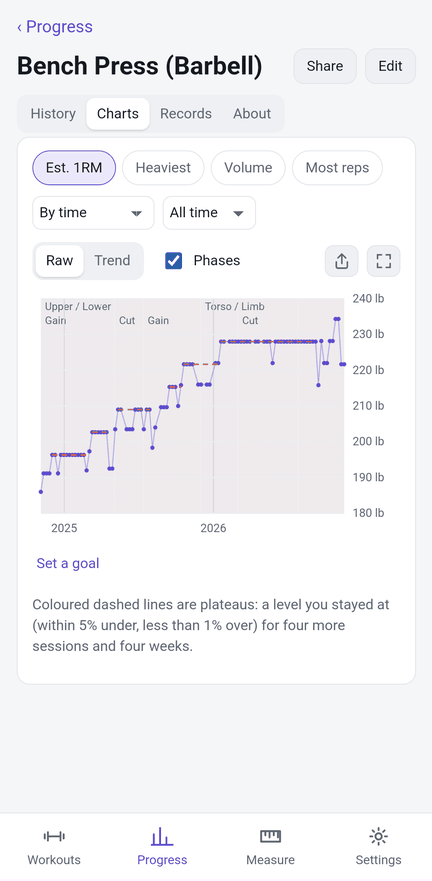 ‹ Progress
Bench Press (Barbell)
Share
Edit
History
Charts
Records
About
Est. 1RM
Heaviest
Volume
Most reps
By time
All time
Raw
Trend
Phases
Upper / Lower
Torso / Limb
Gain
Cut
Gain
Cut
240 lb
230 lb
220 lb
210 lb
200 lb
190 lb
180 lb
2025
2026
Set a goal
Coloured dashed lines are plateaus: a level you stayed at
(within 5% under, less than 1% over) for four more
sessions and four weeks.
Workouts
Progress
Measure
Settings